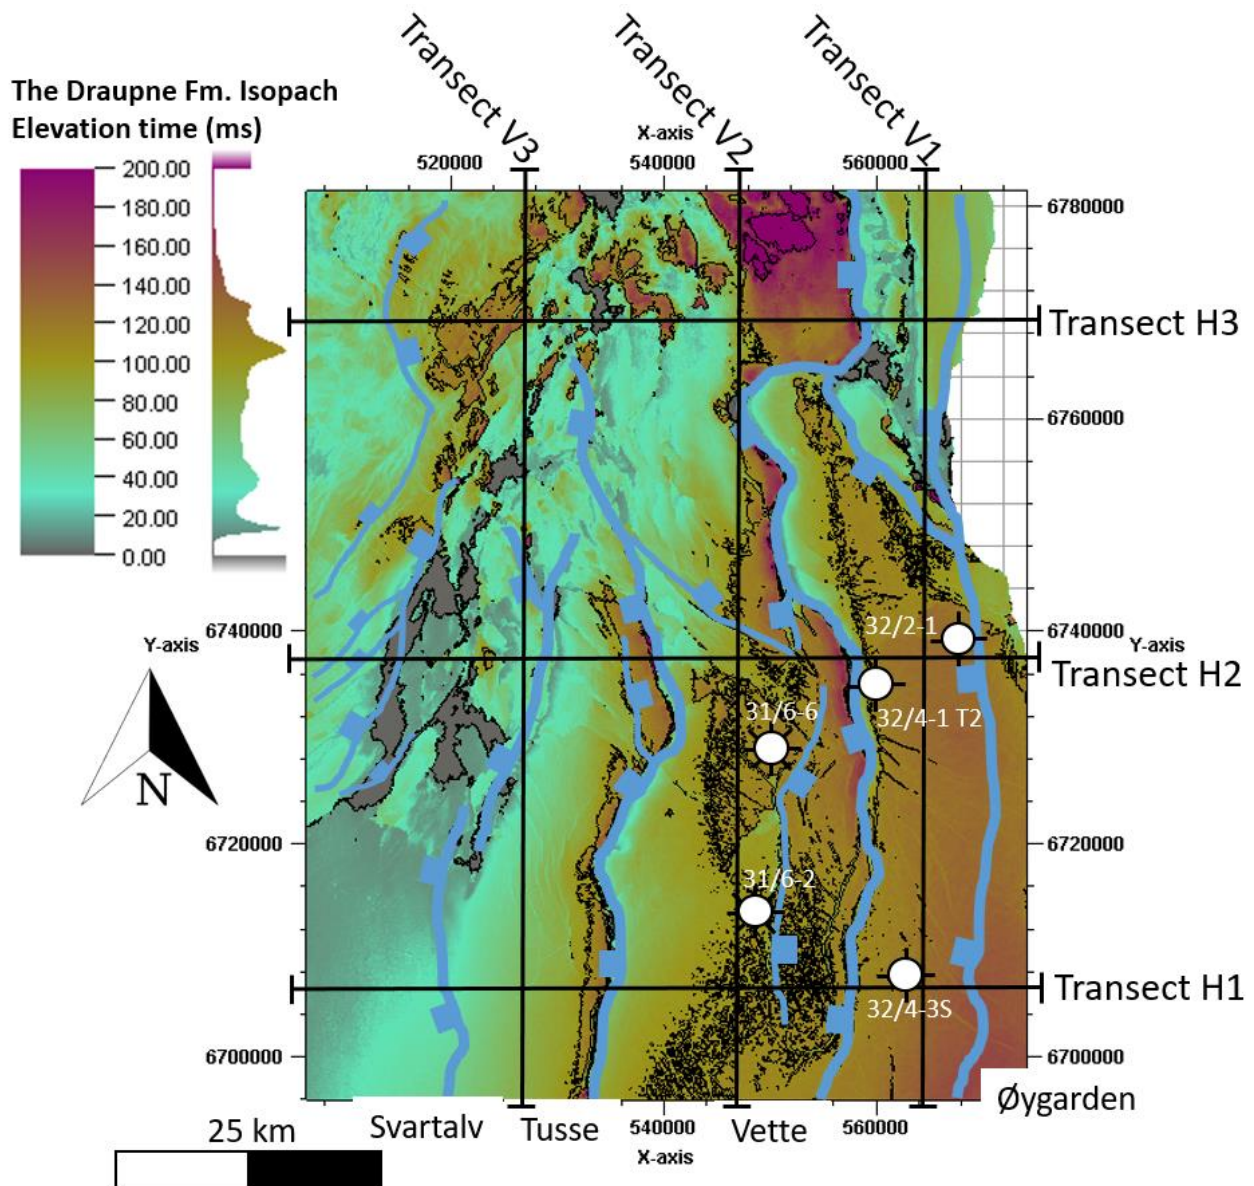 Transect V3
Transect V2
Transect V1
The Draupne Fm. Isopach
Elevation time (ms)
X-axis
520000
540000
560000
200.00
180.00
160.00
140.00
120.00
100.00
80.00
60.00
40.00
20.00
0.00
6780000
Transect H3
6760000
6740000
Y-axis
32/2-1
6740000
Y-axis
Transect H2
31/6-6
32/4-1 T2
N
6720000
6720000
31/6-2
Transect H1
32/4-3S
6700000
6700000
Øygarden
25 km
Svartalv
Tusse
540000
Vette
560000
X-axis